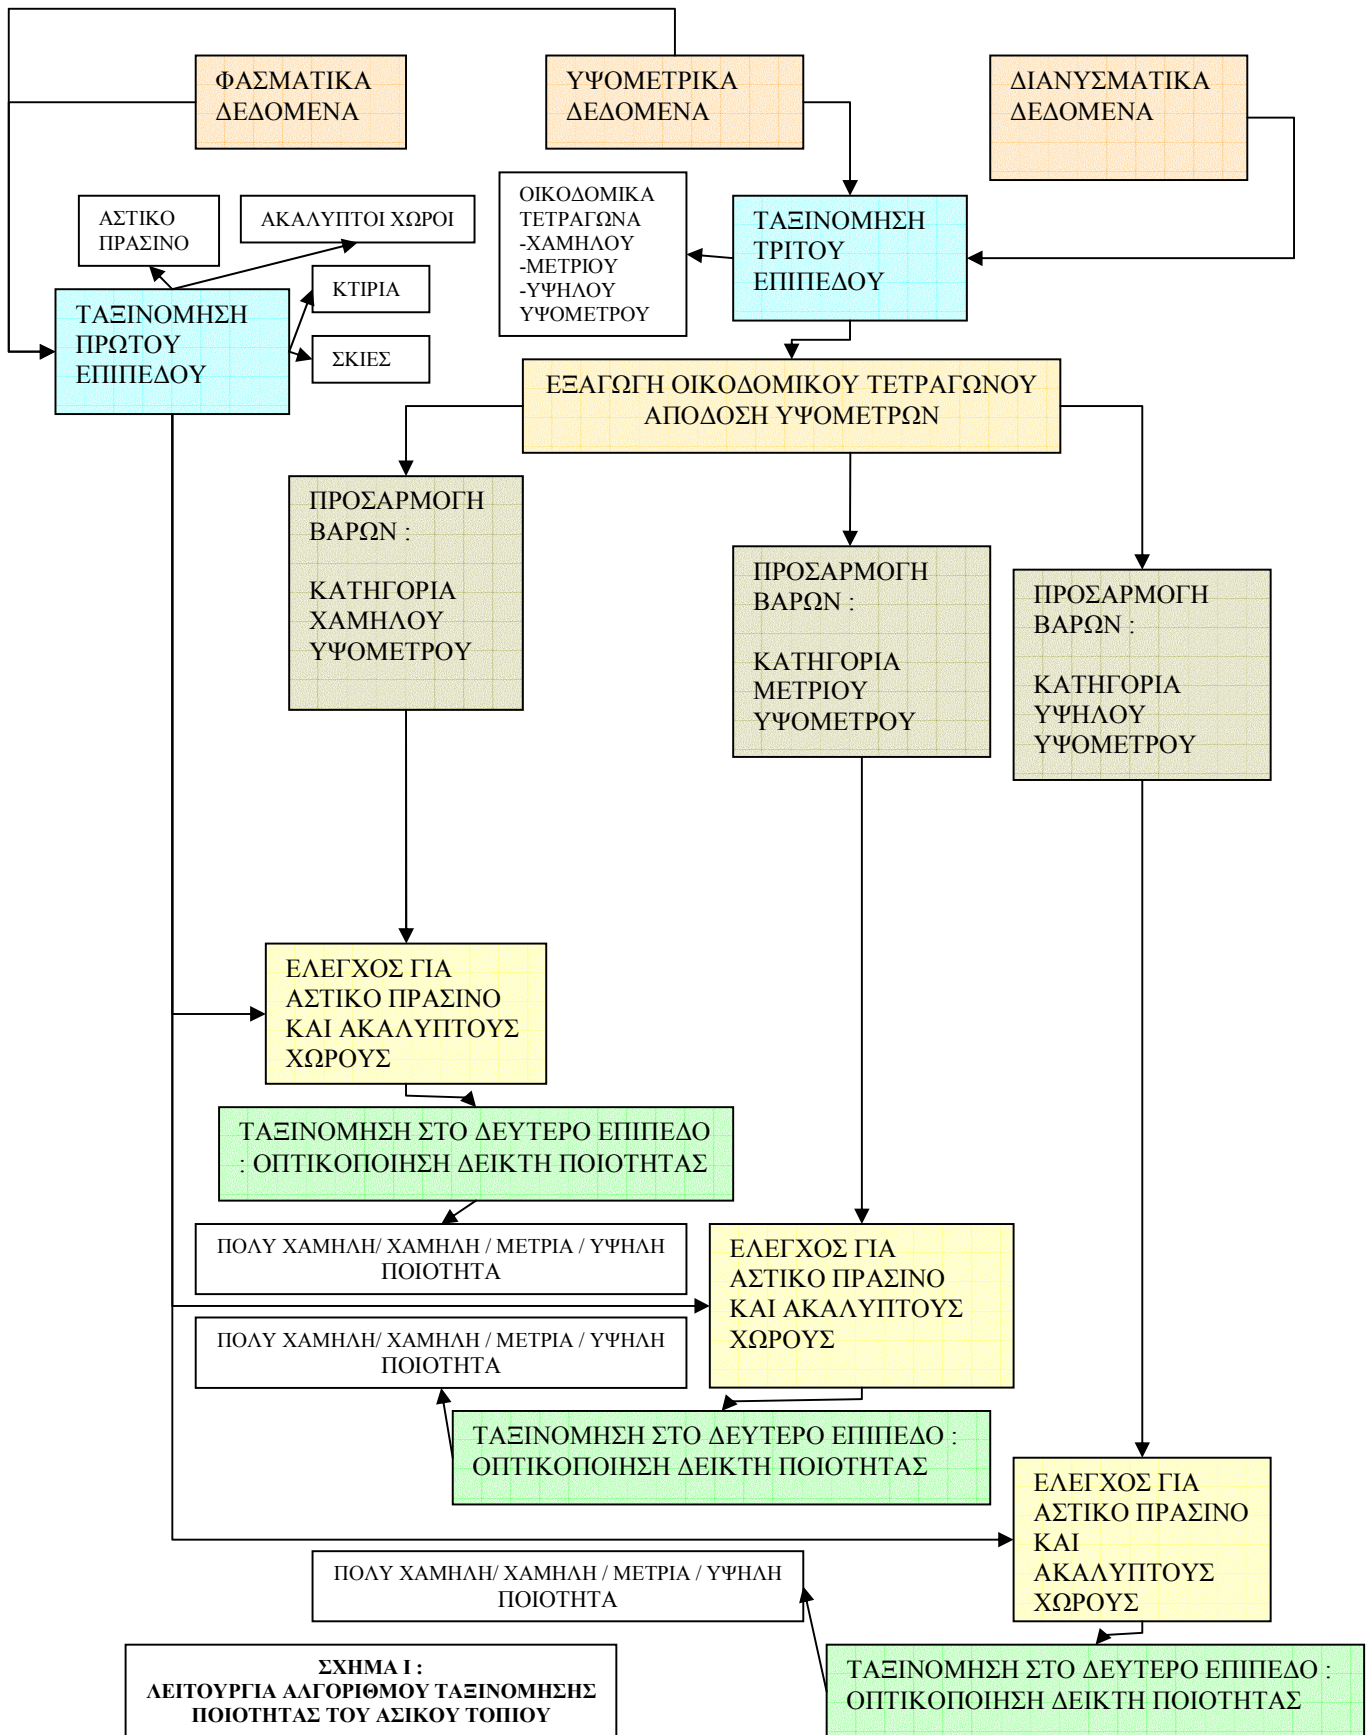 ΦΑΣΜΑΤΙΚΑ
ΔΕΔΟΜΕΝΑ
ΥΨΟΜΕΤΡΙΚΑ
ΔΕΔΟΜΕΝΑ
ΔΙΑΝΥΣΜΑΤΙΚΑ
ΔΕΔΟΜΕΝΑ
ΑΣΤΙΚΟ
ΠΡΑΣΙΝΟ
ΑΚΑΛΥΠΤΟΙ ΧΩΡΟΙ
ΟΙΚΟΔΟΜΙΚΑ
ΤΕΤΡΑΓΩΝΑ
-ΧΑΜΗΛΟΥ
-ΜΕΤΡΙΟΥ
-ΥΨΗΛΟΥ
ΥΨΟΜΕΤΡΟΥ
ΤΑΞΙΝΟΜΗΣΗ
ΤΡΙΤΟΥ
ΕΠΙΠΕΔΟΥ
ΤΑΞΙΝΟΜΗΣΗ
ΠΡΩΤΟΥ
ΕΠΙΠΕΔΟΥ
ΚΤΙΡΙΑ
ΣΚΙΕΣ
ΕΞΑΓΩΓΗ ΟΙΚΟΔΟΜΙΚΟΥ ΤΕΤΡΑΓΩΝΟΥ
ΑΠΟΔΟΣΗ ΥΨΟΜΕΤΡΩΝ
ΠΡΟΣΑΡΜΟΓΗ
ΒΑΡΩΝ :
ΚΑΤΗΓΟΡΙΑ
ΧΑΜΗΛΟΥ
ΥΨΟΜΕΤΡΟΥ
ΠΡΟΣΑΡΜΟΓΗ
ΒΑΡΩΝ :
ΚΑΤΗΓΟΡΙΑ
ΜΕΤΡΙΟΥ
ΥΨΟΜΕΤΡΟΥ
ΠΡΟΣΑΡΜΟΓΗ
ΒΑΡΩΝ :
ΚΑΤΗΓΟΡΙΑ
ΥΨΗΛΟΥ
ΥΨΟΜΕΤΡΟΥ
ΕΛΕΓΧΟΣ ΓΙΑ
ΑΣΤΙΚΟ ΠΡΑΣΙΝΟ
ΚΑΙ ΑΚΑΛΥΠΤΟΥΣ
ΧΩΡΟΥΣ
ΤΑΞΙΝΟΜΗΣΗ ΣΤΟ ΔΕΥΤΕΡΟ ΕΠΙΠΕΔΟ
: ΟΠΤΙΚΟΠΟΙΗΣΗ ΔΕΙΚΤΗ ΠΟΙΟΤΗΤΑΣ
ΠΟΛΥ ΧΑΜΗΛΗ/ ΧΑΜΗΛΗ / ΜΕΤΡΙΑ / ΥΨΗΛΗ
ΠΟΙΟΤΗΤΑ
ΕΛΕΓΧΟΣ ΓΙΑ
ΑΣΤΙΚΟ ΠΡΑΣΙΝΟ
ΚΑΙ ΑΚΑΛΥΠΤΟΥΣ
ΧΩΡΟΥΣ
ΠΟΛΥ ΧΑΜΗΛΗ/ ΧΑΜΗΛΗ / ΜΕΤΡΙΑ / ΥΨΗΛΗ
ΠΟΙΟΤΗΤΑ
ΤΑΞΙΝΟΜΗΣΗ ΣΤΟ ΔΕΥΤΕΡΟ ΕΠΙΠΕΔΟ :
ΟΠΤΙΚΟΠΟΙΗΣΗ ΔΕΙΚΤΗ ΠΟΙΟΤΗΤΑΣ
ΕΛΕΓΧΟΣ ΓΙΑ
ΑΣΤΙΚΟ ΠΡΑΣΙΝΟ
ΚΑΙ
ΑΚΑΛΥΠΤΟΥΣ
ΧΩΡΟΥΣ
ΠΟΛΥ ΧΑΜΗΛΗ/ ΧΑΜΗΛΗ / ΜΕΤΡΙΑ / ΥΨΗΛΗ
ΠΟΙΟΤΗΤΑ
ΤΑΞΙΝΟΜΗΣΗ ΣΤΟ ΔΕΥΤΕΡΟ ΕΠΙΠΕΔΟ :
ΟΠΤΙΚΟΠΟΙΗΣΗ ΔΕΙΚΤΗ ΠΟΙΟΤΗΤΑΣ
ΣΧΗΜΑ Ι :
ΛΕΙΤΟΥΡΓΙΑ ΑΛΓΟΡΙΘΜΟΥ ΤΑΞΙΝΟΜΗΣΗΣ
ΠΟΙΟΤΗΤΑΣ ΤΟΥ ΑΣΙΚΟΥ ΤΟΠΙΟΥ